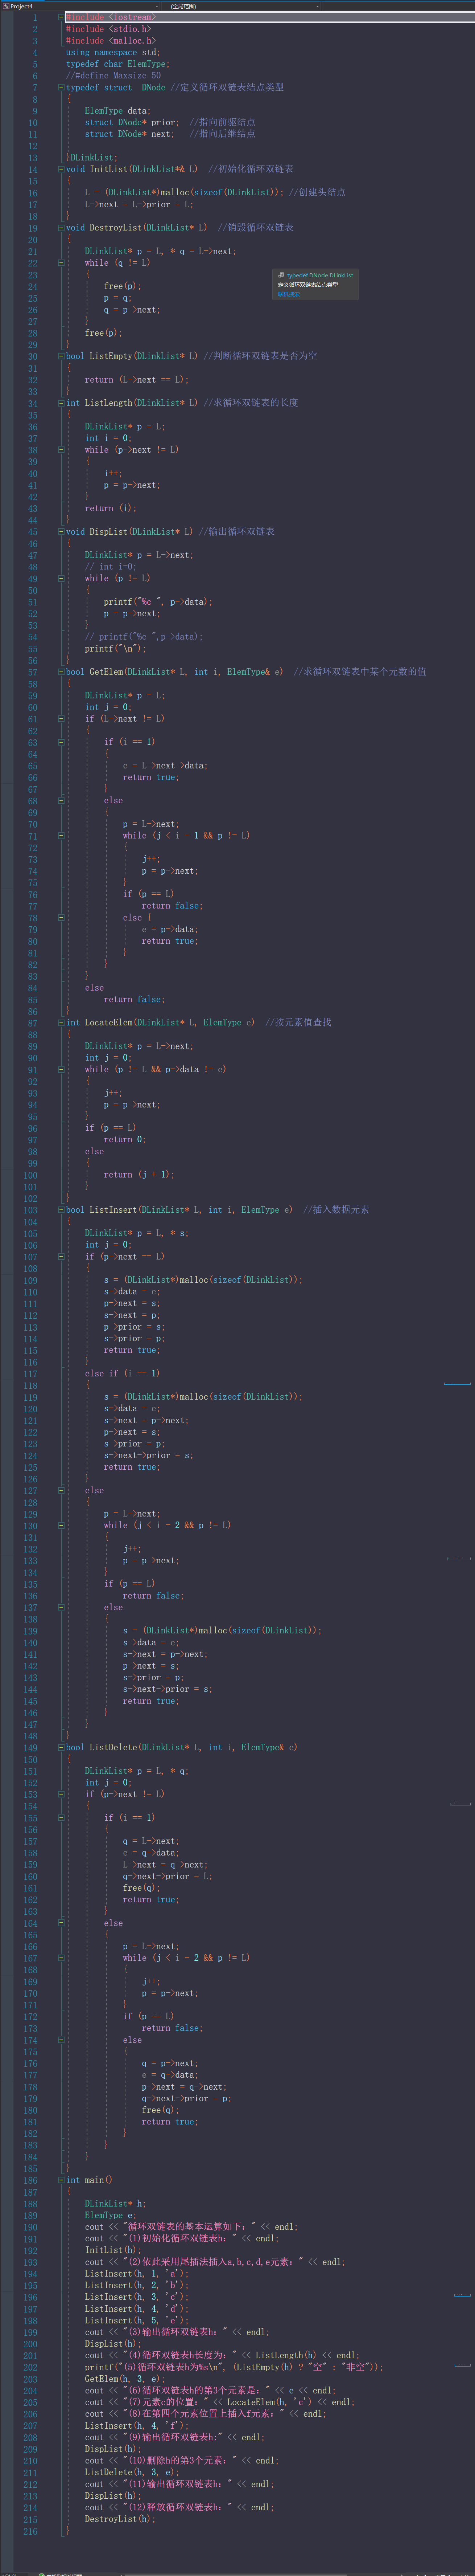 Project4
(全局范围)
1 #include <iostream>
2 #include <stdio.h>
3 #include <malloc.h>
4 using namespace std;
5 typedef char ElemType;
6 //#define Maxsize 50
7 typedef struct  DNode //定义循环双链表结点类型
8 {
9     ElemType data;
10     struct DNode* prior;  //指向前驱结点
11     struct DNode* next;   //指向后继结点
12
13 }DLinkList;
14 void InitList(DLinkList*& L)  //初始化循环双链表
15 {
16     L = (DLinkList*)malloc(sizeof(DLinkList)); //创建头结点
17     L->next = L->prior = L;
18 }
19 void DestroyList(DLinkList* L)  //销毁循环双链表
20 {
21     DLinkList* p = L, * q = L->next;
22     while (q != L)
23     {
typedef DNode DLinkList
24         free(p);
定义循环双链表结点类型
25         p = q;
联机搜索
26         q = p->next;
27     }
28     free(p);
29 }
30 bool ListEmpty(DLinkList* L) //判断循环双链表是否为空
31 {
32     return (L->next == L);
33 }
34 int ListLength(DLinkList* L) //求循环双链表的长度
35 {
36     DLinkList* p = L;
37     int i = 0;
38     while (p->next != L)
39     {
40         i++;
41         p = p->next;
42     }
43     return (i);
44 }
45 void DispList(DLinkList* L) //输出循环双链表
46 {
47     DLinkList* p = L->next;
48     // int i=0;
49     while (p != L)
50     {
51         printf("%c ", p->data);
52         p = p->next;
53     }
54     // printf("%c ",p->data);
55     printf("\n");
56 }
57 bool GetElem(DLinkList* L, int i, ElemType& e)  //求循环双链表中某个元数的值
58 {
59     DLinkList* p = L;
60     int j = 0;
61     if (L->next != L)
62     {
63         if (i == 1)
64         {
65             e = L->next->data;
66             return true;
67         }
68         else
69         {
70             p = L->next;
71             while (j < i - 1 && p != L)
72             {
73                 j++;
74                 p = p->next;
75             }
76             if (p == L)
77                 return false;
78             else {
79                 e = p->data;
80                 return true;
81             }
82         }
83     }
84     else
85         return false;
86 }
87 int LocateElem(DLinkList* L, ElemType e)  //按元素值查找
88 {
89     DLinkList* p = L->next;
90     int j = 0;
91     while (p != L && p->data != e)
92     {
93         j++;
94         p = p->next;
95     }
96     if (p == L)
97         return 0;
98     else
99     {
100         return (j + 1);
101     }
102 }
103 bool ListInsert(DLinkList* L, int i, ElemType e)  //插入数据元素
104 {
105     DLinkList* p = L, * s;
106     int j = 0;
107     if (p->next == L)
108     {
109         s = (DLinkList*)malloc(sizeof(DLinkList));
110         s->data = e;
111         p->next = s;
112         s->next = p;
113         p->prior = s;
114         s->prior = p;
115         return true;
116     }
117     else if (i == 1)
118     {
119         s = (DLinkList*)malloc(sizeof(DLinkList));
120         s->data = e;
121         s->next = p->next;
122         p->next = s;
123         s->prior = p;
124         s->next->prior = s;
125         return true;
126     }
127     else
128     {
129         p = L->next;
130         while (j < i - 2 && p != L)
131         {
132             j++;
133             p = p->next;
134         }
135         if (p == L)
136             return false;
137         else
138         {
139             s = (DLinkList*)malloc(sizeof(DLinkList));
140             s->data = e;
141             s->next = p->next;
142             p->next = s;
143             s->prior = p;
144             s->next->prior = s;
145             return true;
146         }
147     }
148 }
149 bool ListDelete(DLinkList* L, int i, ElemType& e)
150 {
151     DLinkList* p = L, * q;
152     int j = 0;
153     if (p->next != L)
154     {
155         if (i == 1)
156         {
157             q = L->next;
158             e = q->data;
159             L->next = q->next;
160             q->next->prior = L;
161             free(q);
162             return true;
163         }
164         else
165         {
166             p = L->next;
167             while (j < i - 2 && p != L)
168             {
169                 j++;
170                 p = p->next;
171             }
172             if (p == L)
173                 return false;
174             else
175             {
176                 q = p->next;
177                 e = q->data;
178                 p->next = q->next;
179                 q->next->prior = p;
180                 free(q);
181                 return true;
182             }
183         }
184     }
185 }
186 int main()
187 {
188     DLinkList* h;
189     ElemType e;
190     cout << "循环双链表的基本运算如下：" << endl;
191     cout << "(1)初始化循环双链表h：" << endl;
192     InitList(h);
193     cout << "(2)依此采用尾插法插入a,b,c,d,e元素：" << endl;
194     ListInsert(h, 1, 'a');
195     ListInsert(h, 2, 'b');
196     ListInsert(h, 3, 'c');
197     ListInsert(h, 4, 'd');
198     ListInsert(h, 5, 'e');
199     cout << "(3)输出循环双链表h：" << endl;
200     DispList(h);
201     cout << "(4)循环双链表h长度为：" << ListLength(h) << endl;
202     printf("(5)循环双链表h为%s\n", (ListEmpty(h) ? "空" : "非空"));
203     GetElem(h, 3, e);
204     cout << "(6)循环双链表h的第3个元素是：" << e << endl;
205     cout << "(7)元素c的位置：" << LocateElem(h, 'c') << endl;
206     cout << "(8)在第四个元素位置上插入f元素：" << endl;
207     ListInsert(h, 4, 'f');
208     cout << "(9)输出循环双链表h:" << endl;
209     DispList(h);
210     cout << "(10)删除h的第3个元素：" << endl;
211     ListDelete(h, 3, e);
212     cout << "(11)输出循环双链表h：" << endl;
213     DispList(h);
214     cout << "(12)释放循环双链表h：" << endl;
215     DestroyList(h);
216 }